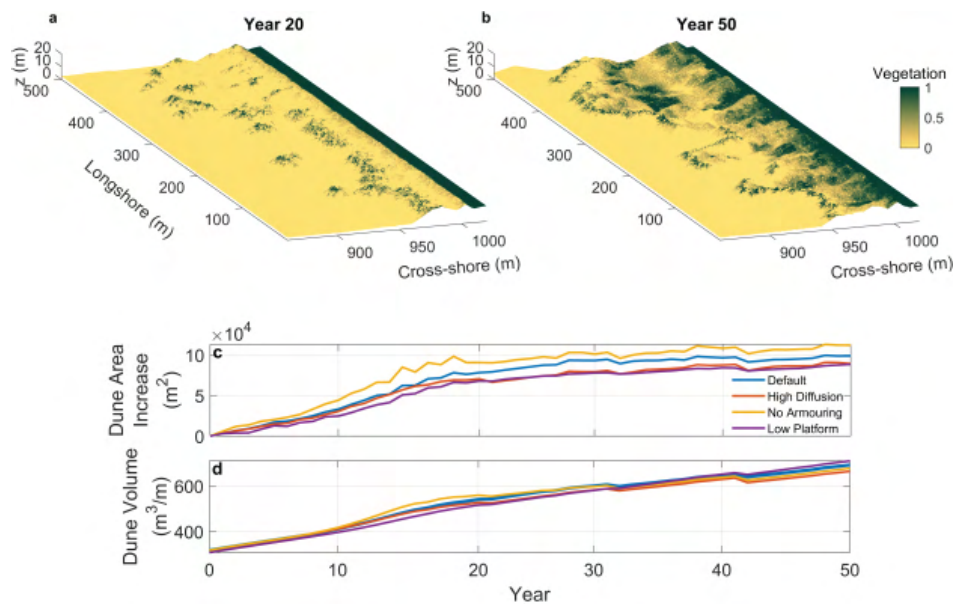 a
Year 20
b
Year 50
z (m)
20
10
0
500
400
300
200
100
Longshore (m)
900
950
1000
Cross-shore (m)
z (m)
20
10
0
500
400
300
200
100
900
950
1000
Cross-shore (m)
Vegetation
1
0.5
0
×10⁴
c
Dune Area
Increase
(m²)
10
5
0
Default
High Diffusion
No Armouring
Low Platform
d
Dune Volume
(m³/m)
600
400
0
10
20
30
40
50
Year